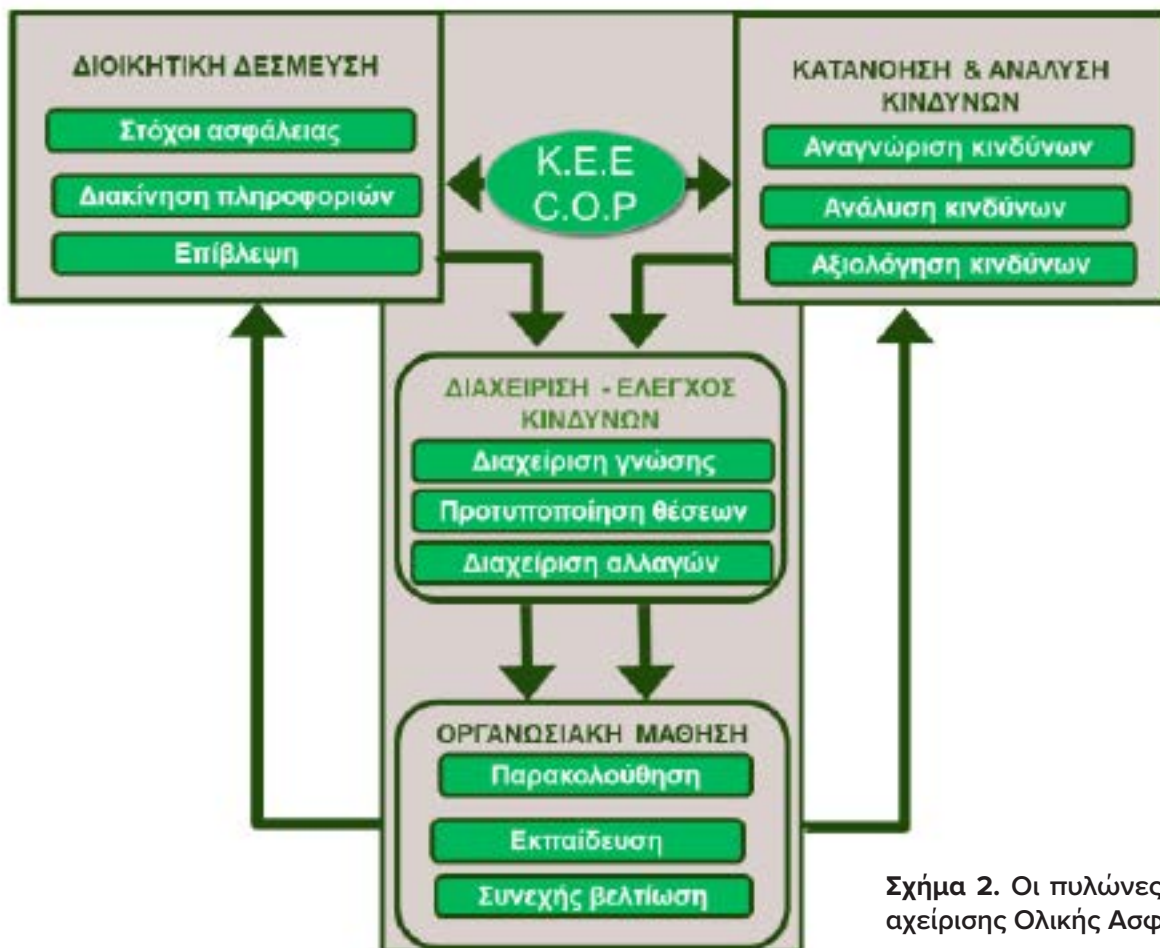 ΔΙΟΙΚΗΤΙΚΗ ΔΕΣΜΕΥΣΗ
Στόχοι ασφάλειας
Διακίνηση πληροφοριών
Επίβλεψη
Κ.Ε.Ε
C.O.P
ΚΑΤΑΝΟΗΣΗ & ΑΝΑΛΥΣΗ
ΚΙΝΔΥΝΩΝ
Αναγνώριση κινδύνων
Ανάλυση κινδύνων
Αξιολόγηση κινδύνων
ΔΙΑΧΕΙΡΙΣΗ - ΕΛΕΓΧΟΣ
ΚΙΝΔΥΝΩΝ
Διαχείριση γνώσης
Προτυποποίηση θέσεων
Διαχείριση αλλαγών
ΟΡΓΑΝΩΣΙΑΚΗ ΜΑΘΗΣΗ
Παρακολούθηση
Εκπαίδευση
Συνεχής βελτίωση
Σχήμα 2. Οι πυλώνες
αχείρισης Ολικής Ασφ